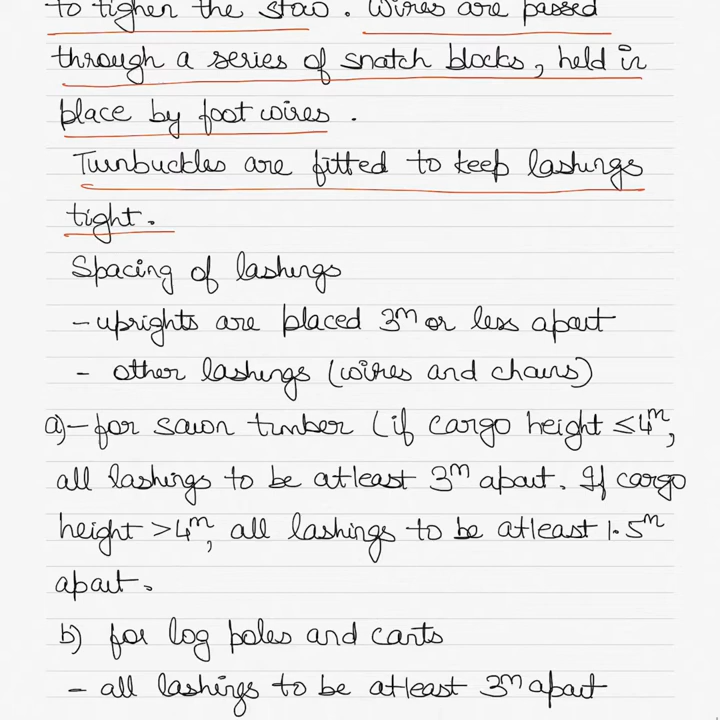 to tighen the stow. Wires are passed
through a series of snatch blocks, held in
place by foot wires.
Turnbuckles are fitted to keep lashings
tight.
Spacing of lashings
- uprights are placed 3m or less apart
- other lashings (wires and chains)
a) - for sawn timber (if cargo height ≤4m,
all lashings to be atleast 3m apart. If cargo
height >4m, all lashings to be atleast 1.5m
apart.
b) for log poles and cants
- all lashings to be atleast 3m apart